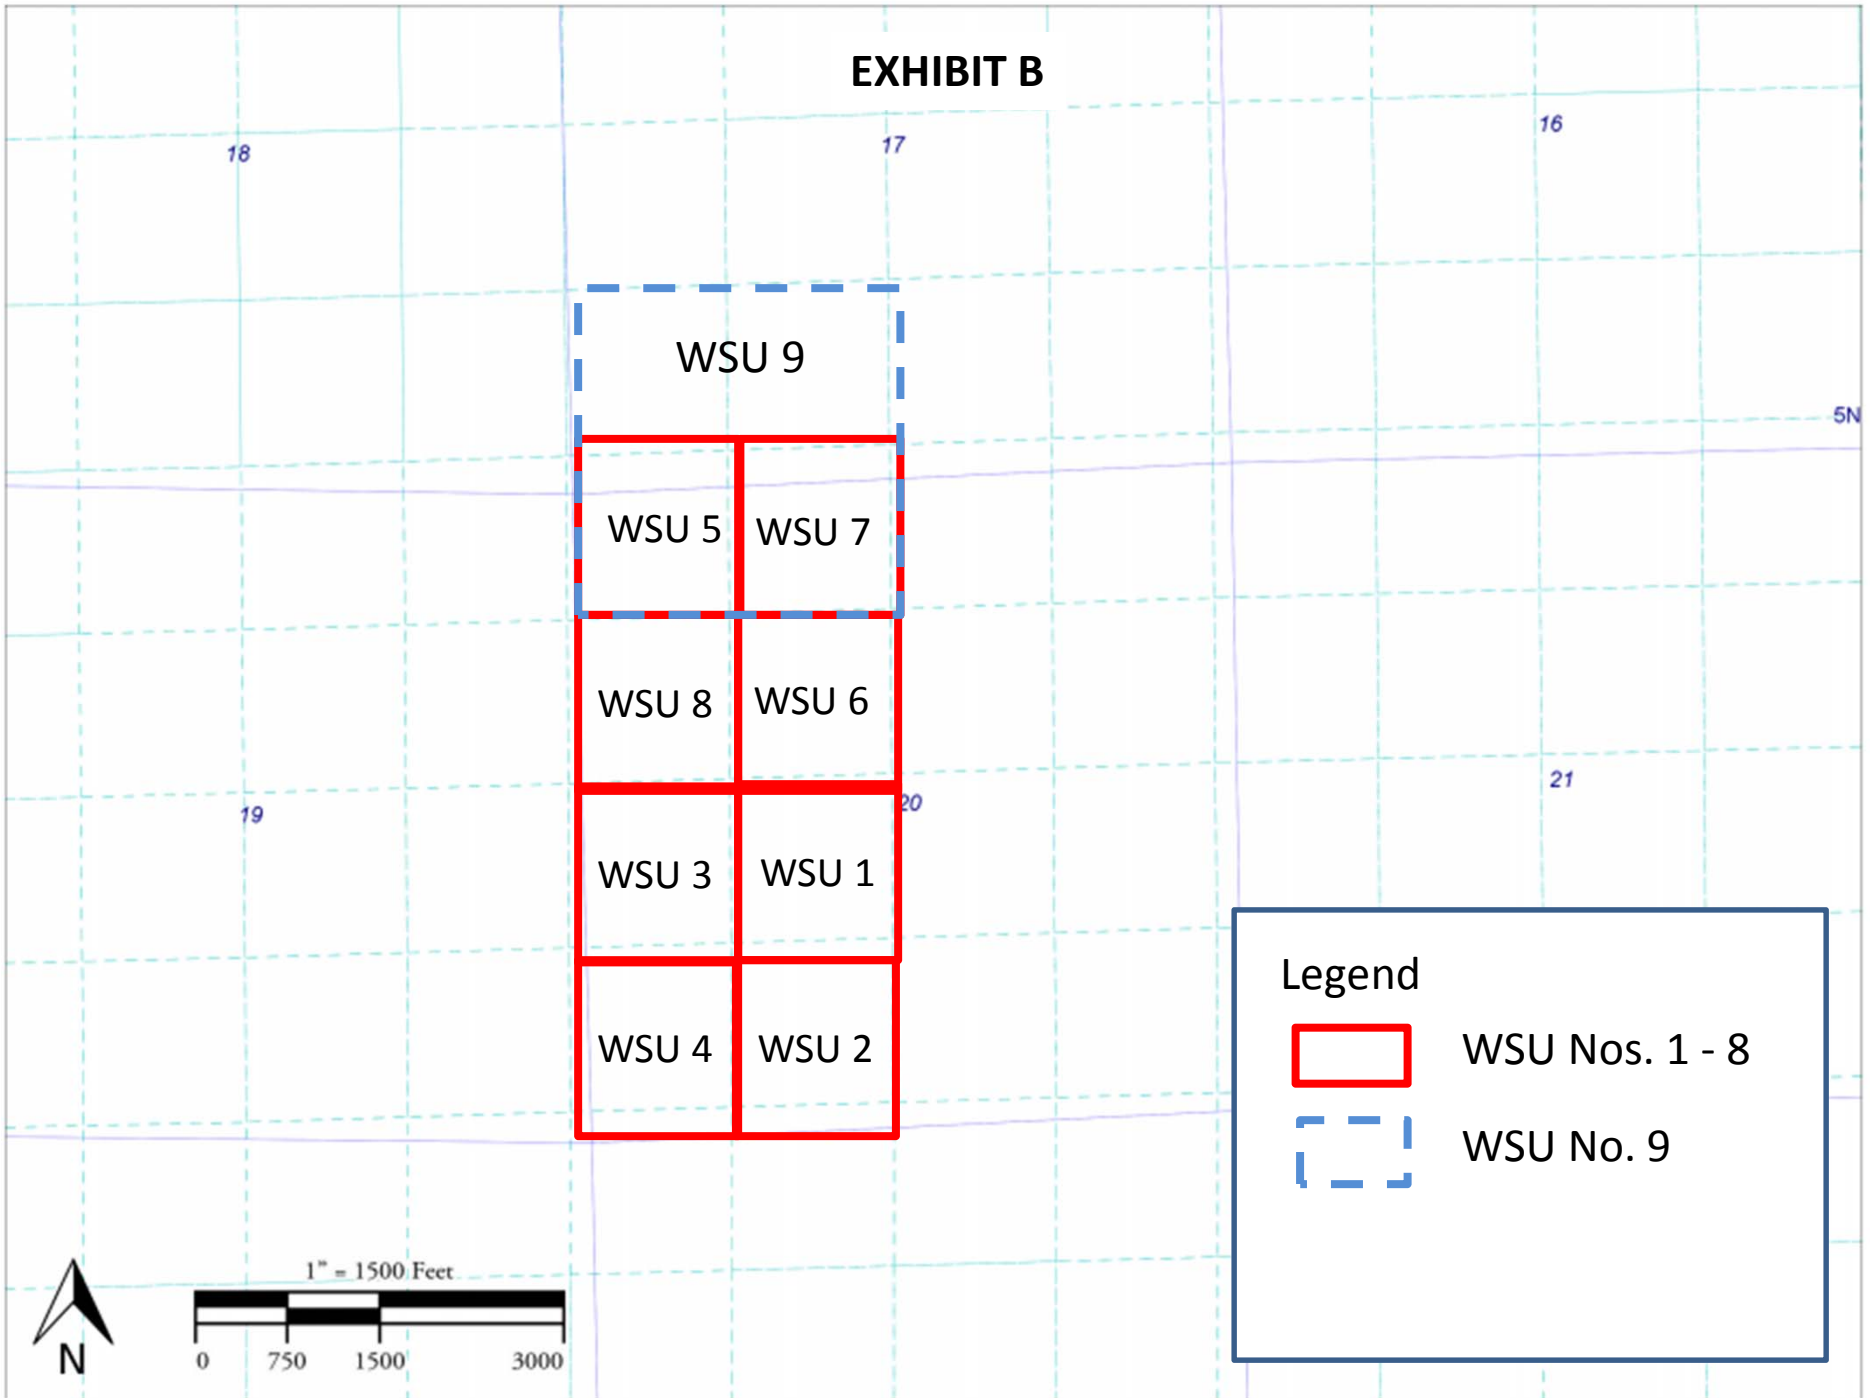 EXHIBIT B
18
17
16
WSU 9
5N
WSU 5
WSU 7
WSU 8
WSU 6
19
20
21
WSU 3
WSU 1
WSU 4
WSU 2
Legend
WSU Nos. 1 - 8
WSU No. 9
1” = 1500 Feet
0 750 1500 3000
N